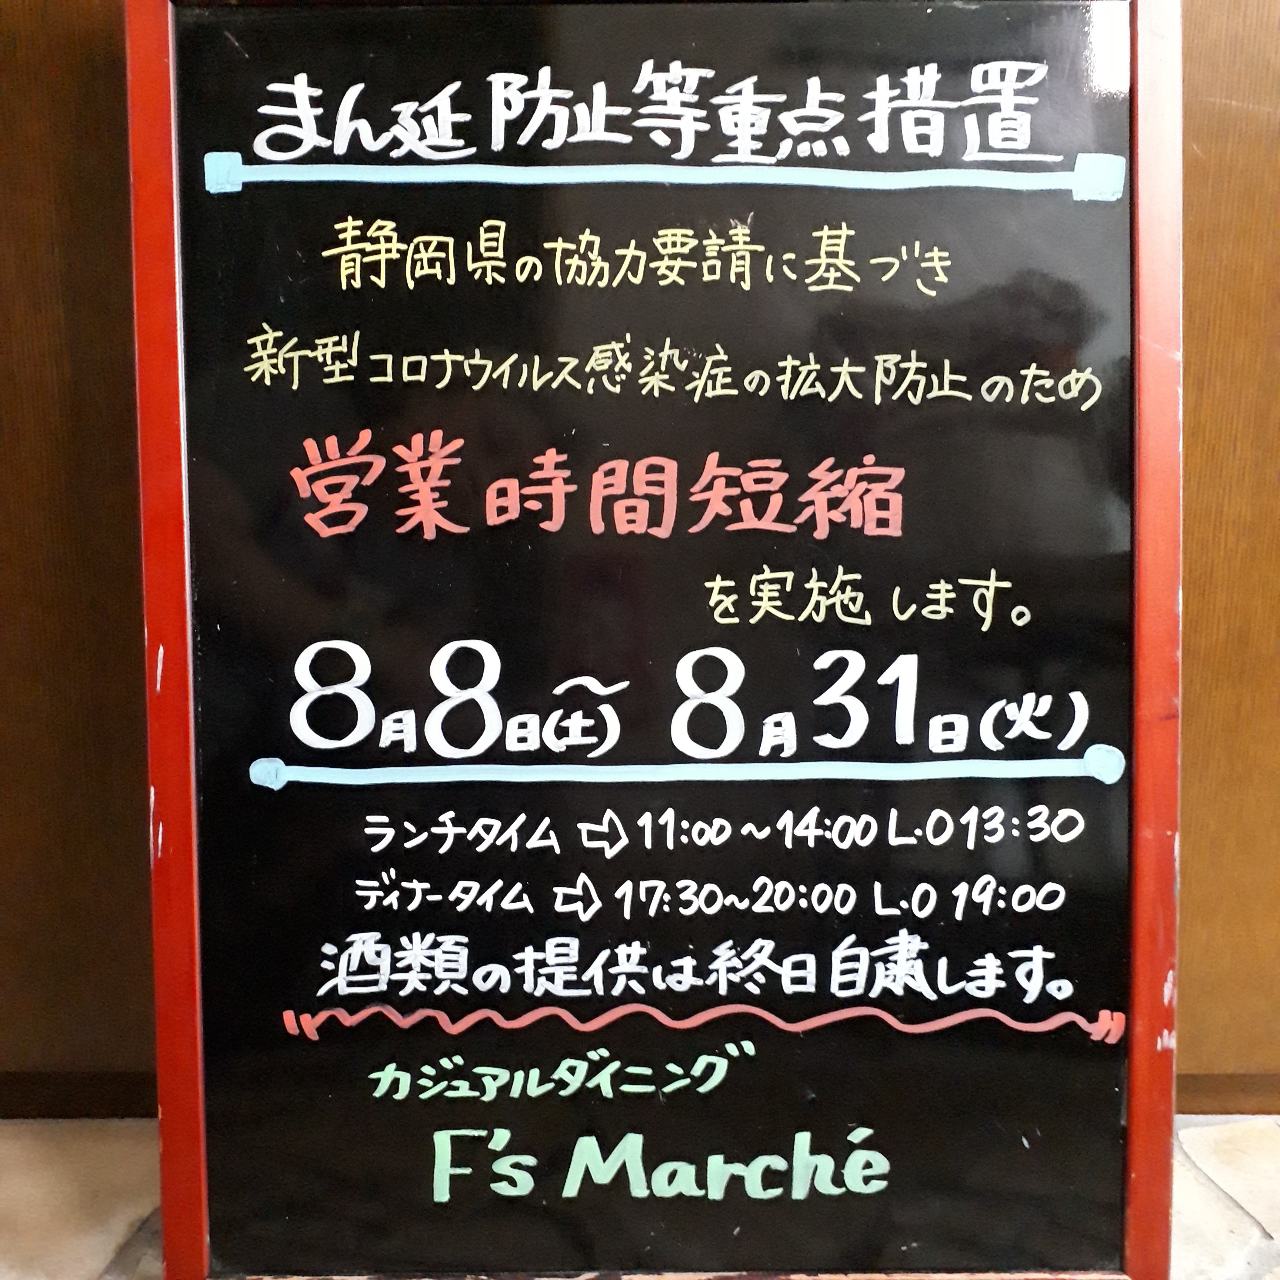 まん延防止等重点措置
静岡県の協力要請に基づき
新型コロナウイルス感染症の拡大防止のため
営業時間短縮
を実施します。
8月8日(土)〜8月31日(火)
ランチタイム ⇨ 11:00〜14:00 L.O 13:30
ディナータイム ⇨ 17:30〜20:00 L.O 19:00
酒類の提供は終日自粛します。
カジュアルダイニング
F's Marché